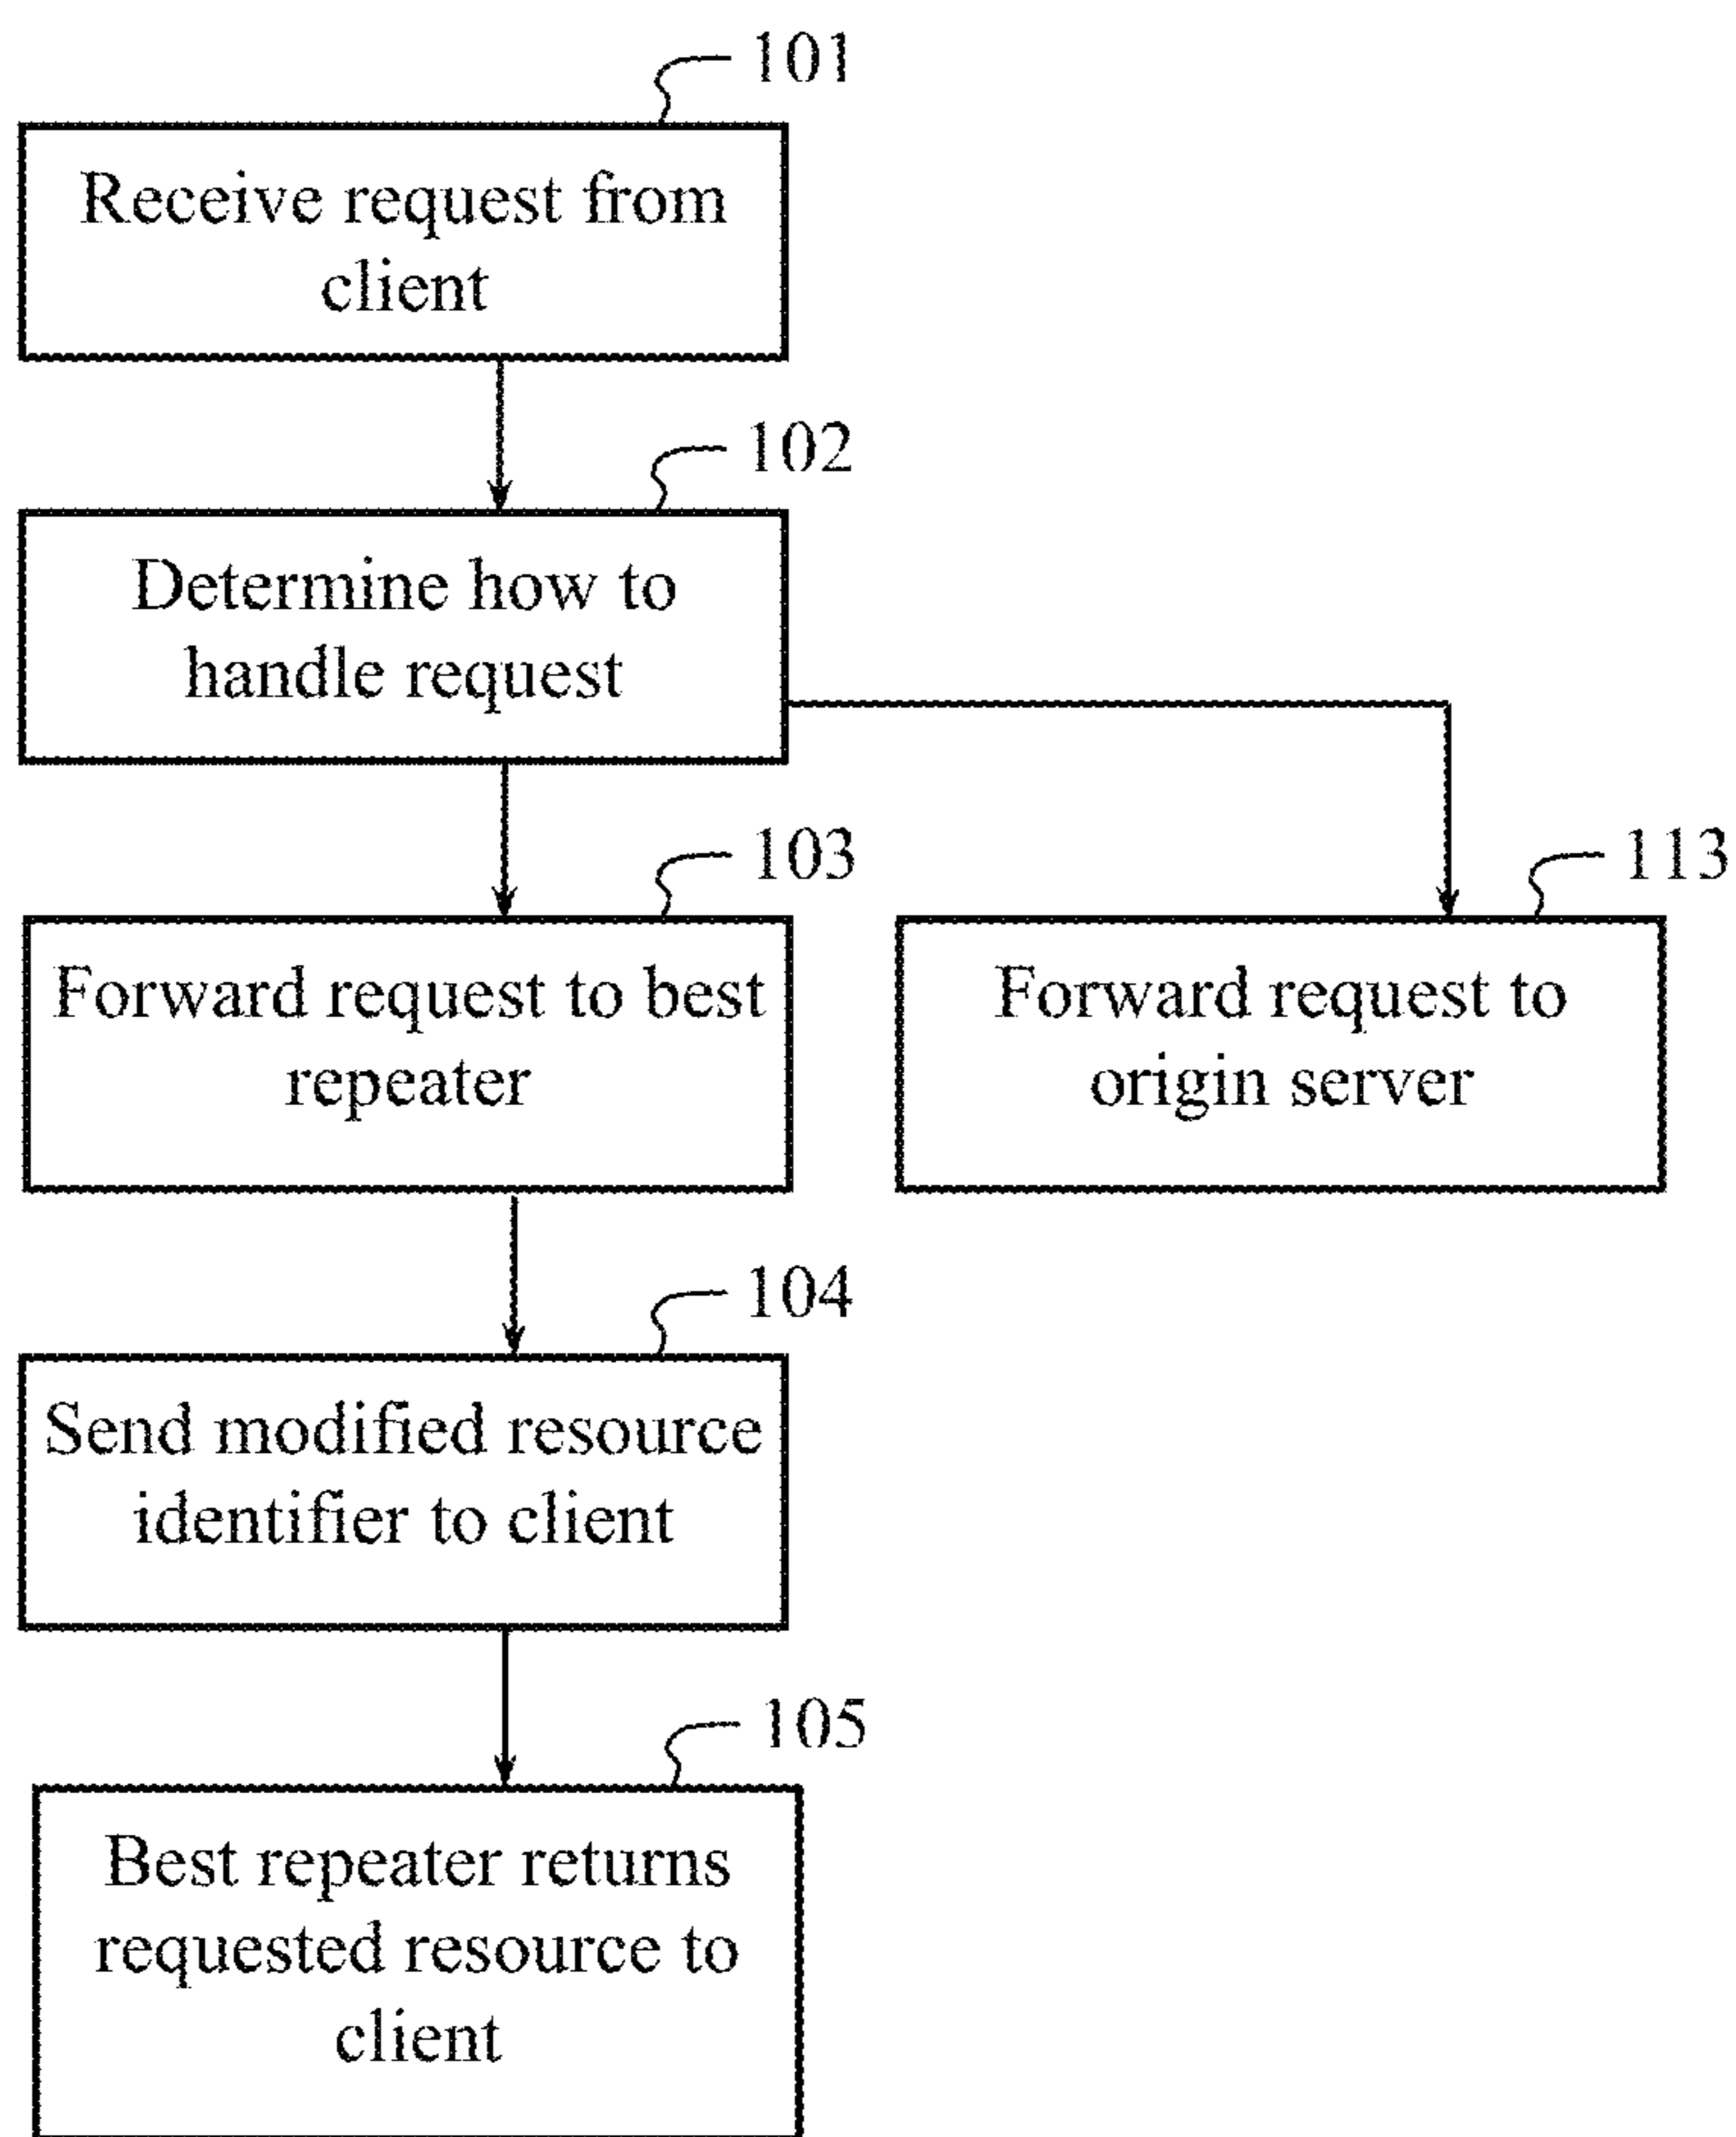 101
Receive request from
client
102
Determine how to
handle request
103
Forward request to best
repeater
113
Forward request to
origin server
104
Send modified resource
identifier to client
105
Best repeater returns
requested resource to
client